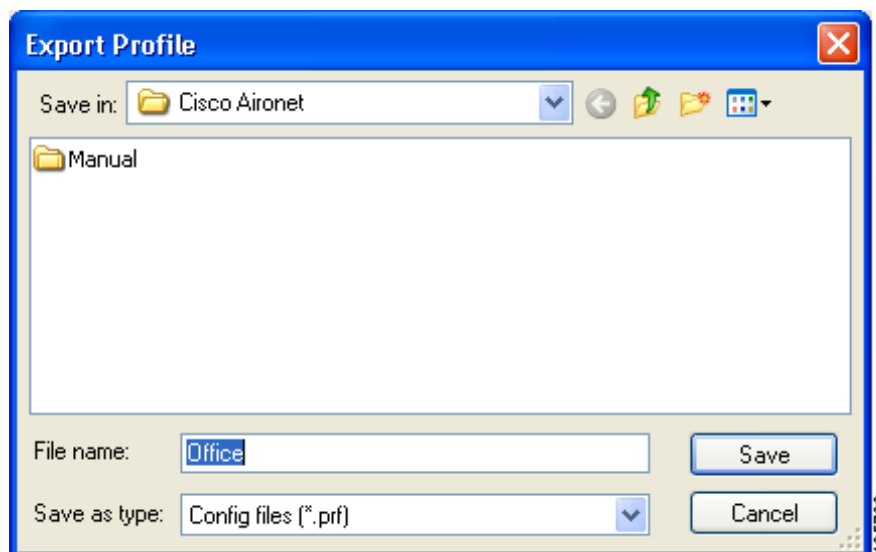 Export Profile
Save in: Cisco Aironet
Manual
File name: Office Save
Save as type: Config files (*.prf) Cancel